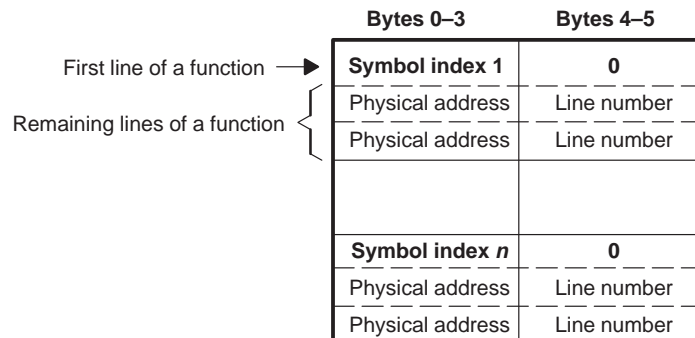 Bytes 0–3 Bytes 4–5
First line of a function Symbol index 1 0
Physical address Line number
Remaining lines of a function
Physical address Line number
Symbol index n 0
Physical address Line number
Physical address Line number